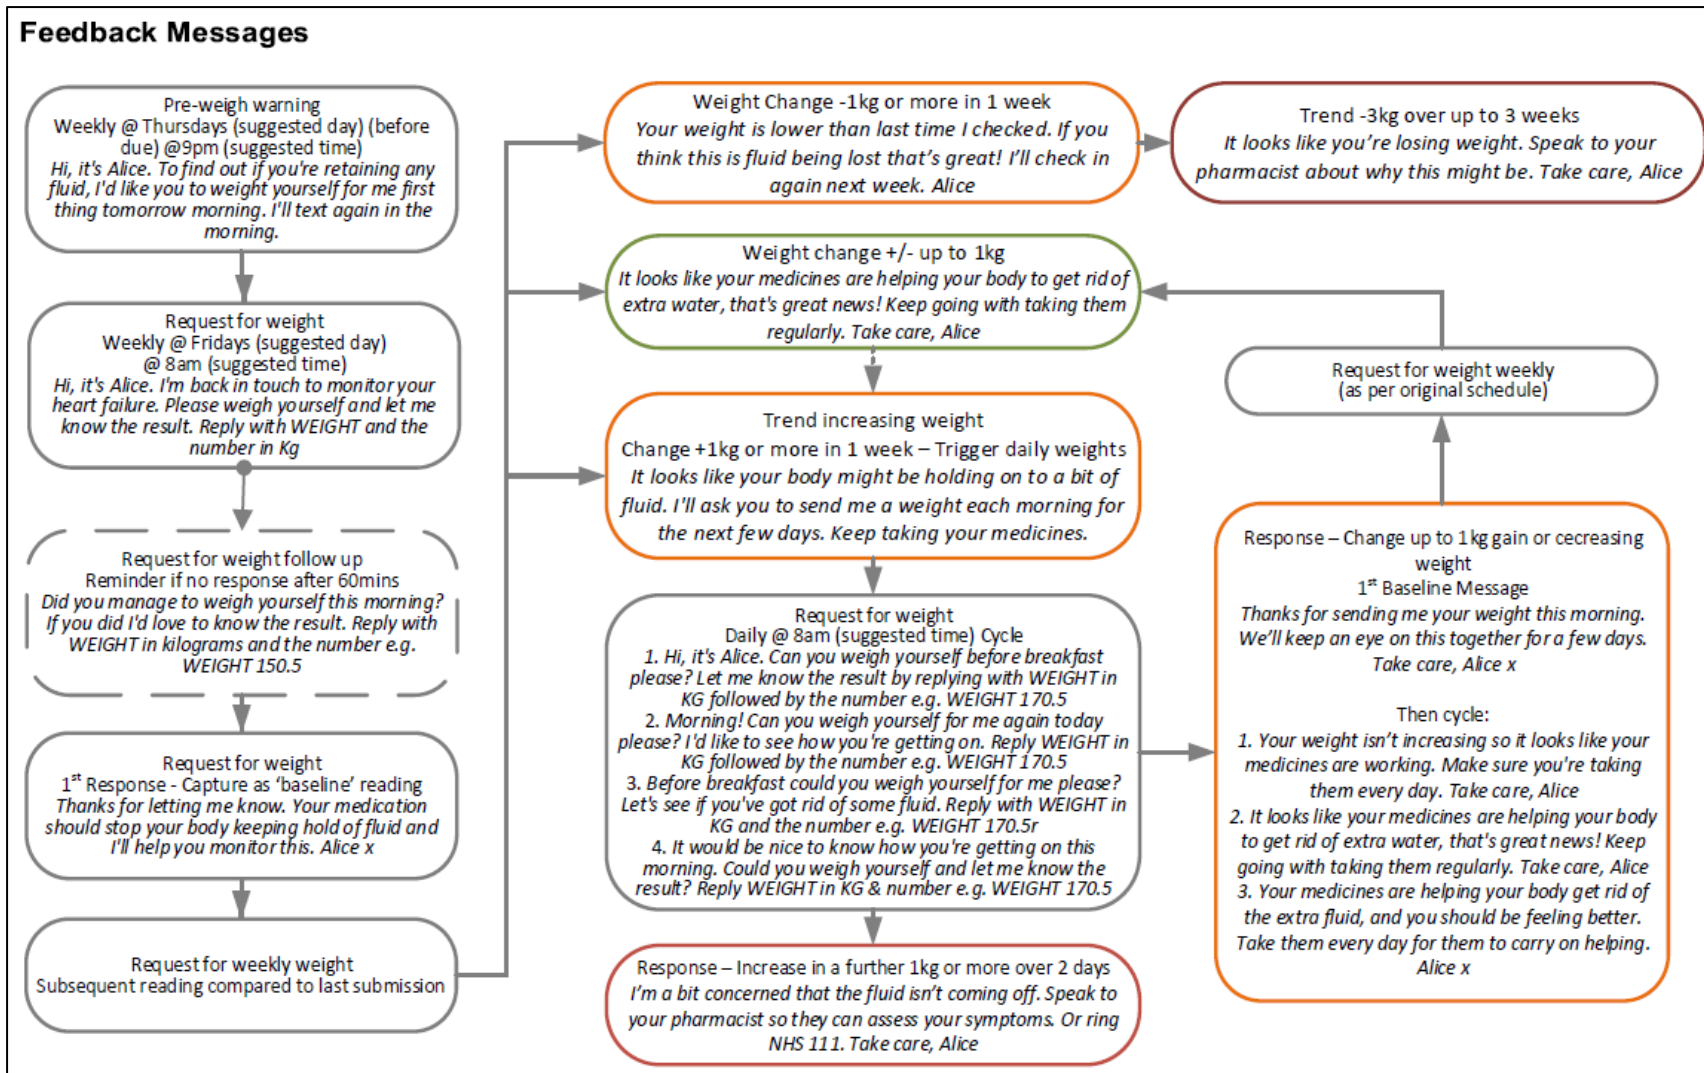 Feedback Messages
Pre-weigh warning
Weekly @ Thursdays (suggested day) (before
due) @9pm (suggested time)
Hi, it's Alice. To find out if you're retaining any
fluid, I'd like you to weight yourself for me first
thing tomorrow morning. I'll text again in the
morning.
Request for weight
Weekly @ Fridays (suggested day)
@ 8am (suggested time)
Hi, it's Alice. I'm back in touch to monitor your
heart failure. Please weigh yourself and let me
know the result. Reply with WEIGHT and the
number in Kg
Request for weight follow up
Reminder if no response after 60mins
Did you manage to weigh yourself this morning?
If you did I'd love to know the result. Reply with
WEIGHT in kilograms and the number e.g.
WEIGHT 150.5
Request for weight
1st Response - Capture as ‘baseline’ reading
Thanks for letting me know. Your medication
should stop your body keeping hold of fluid and
I'll help you monitor this. Alice x
Request for weekly weight
Subsequent reading compared to last submission
Weight Change -1kg or more in 1 week
Your weight is lower than last time I checked. If you
think this is fluid being lost that’s great! I’ll check in
again next week. Alice
Trend -3kg over up to 3 weeks
It looks like you’re losing weight. Speak to your
pharmacist about why this might be. Take care, Alice
Weight change +/- up to 1kg
It looks like your medicines are helping your body to get rid of
extra water, that's great news! Keep going with taking them
regularly. Take care, Alice
Trend increasing weight
Change +1kg or more in 1 week – Trigger daily weights
It looks like your body might be holding on to a bit of
fluid. I'll ask you to send me a weight each morning for
the next few days. Keep taking your medicines.
Request for weight
Daily @ 8am (suggested time) Cycle
1. Hi, it's Alice. Can you weigh yourself before breakfast
please? Let me know the result by replying with WEIGHT in
KG followed by the number e.g. WEIGHT 170.5
2. Morning! Can you weigh yourself for me again today
please? I'd like to see how you're getting on. Reply WEIGHT in
KG followed by the number e.g. WEIGHT 170.5
3. Before breakfast could you weigh yourself for me please?
Let's see if you've got rid of some fluid. Reply with WEIGHT in
KG and the number e.g. WEIGHT 170.5r
4. It would be nice to know how you're getting on this
morning. Could you weigh yourself and let me know the
result? Reply WEIGHT in KG & number e.g. WEIGHT 170.5
Response – Increase in a further 1kg or more over 2 days
I’m a bit concerned that the fluid isn’t coming off. Speak to
your pharmacist so they can assess your symptoms. Or ring
NHS 111. Take care, Alice
Request for weight weekly
(as per original schedule)
Response – Change up to 1kg gain or cecreasing
weight
1st Baseline Message
Thanks for sending me your weight this morning.
We’ll keep an eye on this together for a few days.
Take care, Alice x
Then cycle:
1. Your weight isn’t increasing so it looks like your
medicines are working. Make sure you're taking
them every day. Take care, Alice
2. It looks like your medicines are helping your body
to get rid of extra water, that's great news! Keep
going with taking them regularly. Take care, Alice
3. Your medicines are helping your body get rid of
the extra fluid, and you should be feeling better.
Take them every day for them to carry on helping.
Alice x